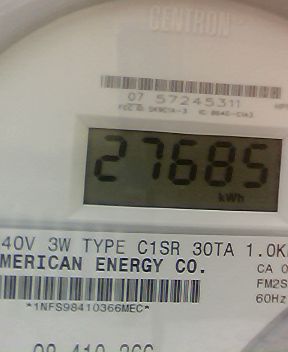 CENTRON
07 57245311
27685
kWh
40V 3W TYPE C1SR 30TA 1.0K
MERICAN ENERGY CO.
CA 0
FM2S
60Hz
*1NFS98410366MEC*